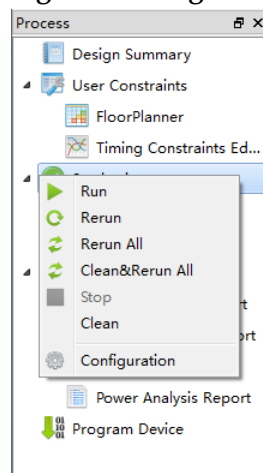 Process
Design Summary
User Constraints
FloorPlanner
Timing Constraints Ed...
Run
Rerun
Rerun All
Clean&Rerun All
Stop
Clean
Configuration
Power Analysis Report
Program Device